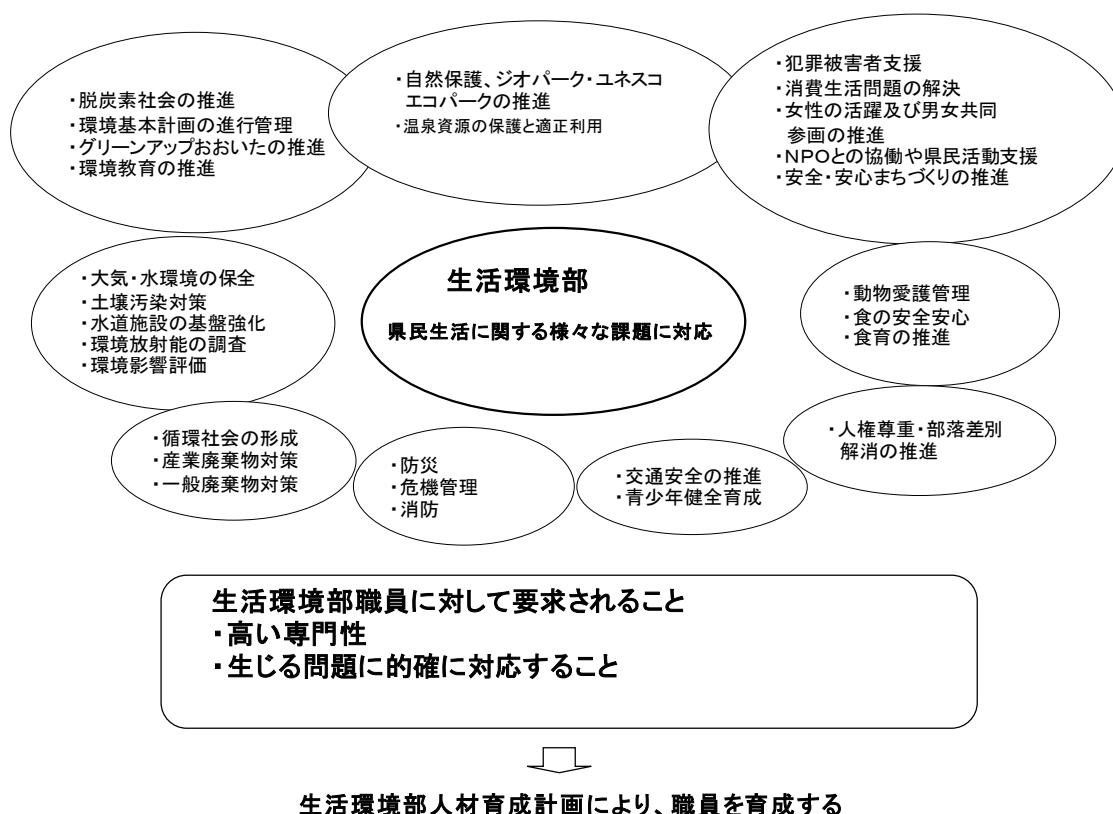 ・脱炭素社会の推進
・環境基本計画の進行管理
・グリーンアップおおいたの推進
・環境教育の推進
・自然保護、ジオパーク・ユネスコ
エコパークの推進
・温泉資源の保護と適正利用
・犯罪被害者支援
・消費生活問題の解決
・女性の活躍及び男女共同
参画の推進
・NPOとの協働や県民活動支援
・安全・安心まちづくりの推進
・大気・水環境の保全
・土壌汚染対策
・水道施設の基盤強化
・環境放射能の調査
・環境影響評価
生活環境部
県民生活に関する様々な課題に対応
・動物愛護管理
・食の安全安心
・食育の推進
・循環社会の形成
・産業廃棄物対策
・一般廃棄物対策
・防災
・危機管理
・消防
・交通安全の推進
・青少年健全育成
・人権尊重・部落差別
解消の推進
生活環境部職員に対して要求されること
・高い専門性
・生じる問題に的確に対応すること
生活環境部人材育成計画により、職員を育成する